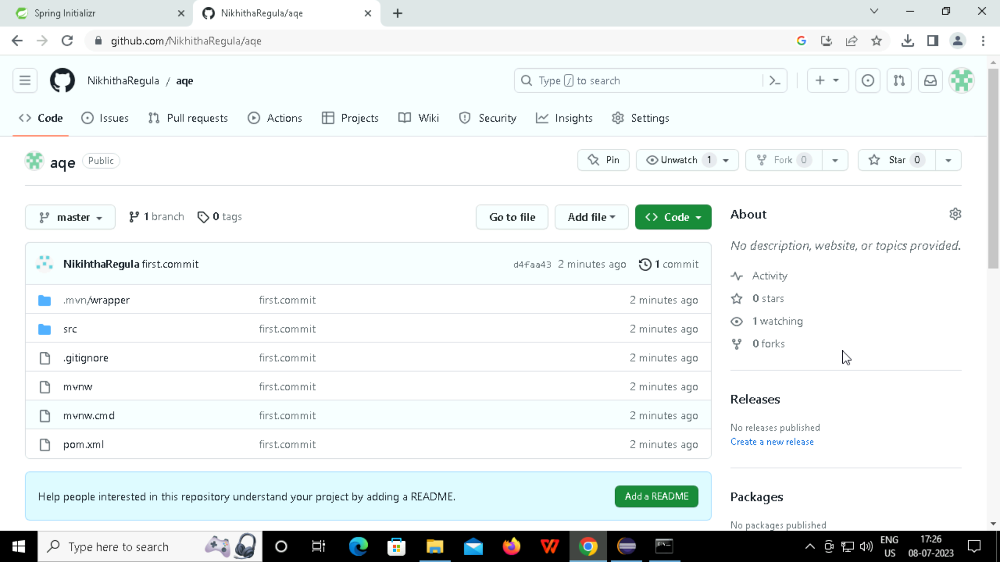 Spring Initializr
NikhithaRegula/aqe
github.com/NikhithaRegula/aqe
NikhithaRegula / aqe
Type / to search
Code Issues Pull requests Actions Projects Wiki Security Insights Settings
aqe Public
Pin Unwatch 1 Fork 0 Star 0
master 1 branch 0 tags
Go to file Add file Code
About
No description, website, or topics provided.
NikihthaRegula first.commit d4faa43 2 minutes ago 1 commit
Activity
.mvn/wrapper first.commit 2 minutes ago
0 stars
src first.commit 2 minutes ago
1 watching
0 forks
.gitignore first.commit 2 minutes ago
mvnw first.commit 2 minutes ago
Releases
mvnw.cmd first.commit 2 minutes ago
No releases published
Create a new release
pom.xml first.commit 2 minutes ago
Help people interested in this repository understand your project by adding a README. Add a README
Packages
No packages published
Type here to search
ENG
US
17:26
08-07-2023